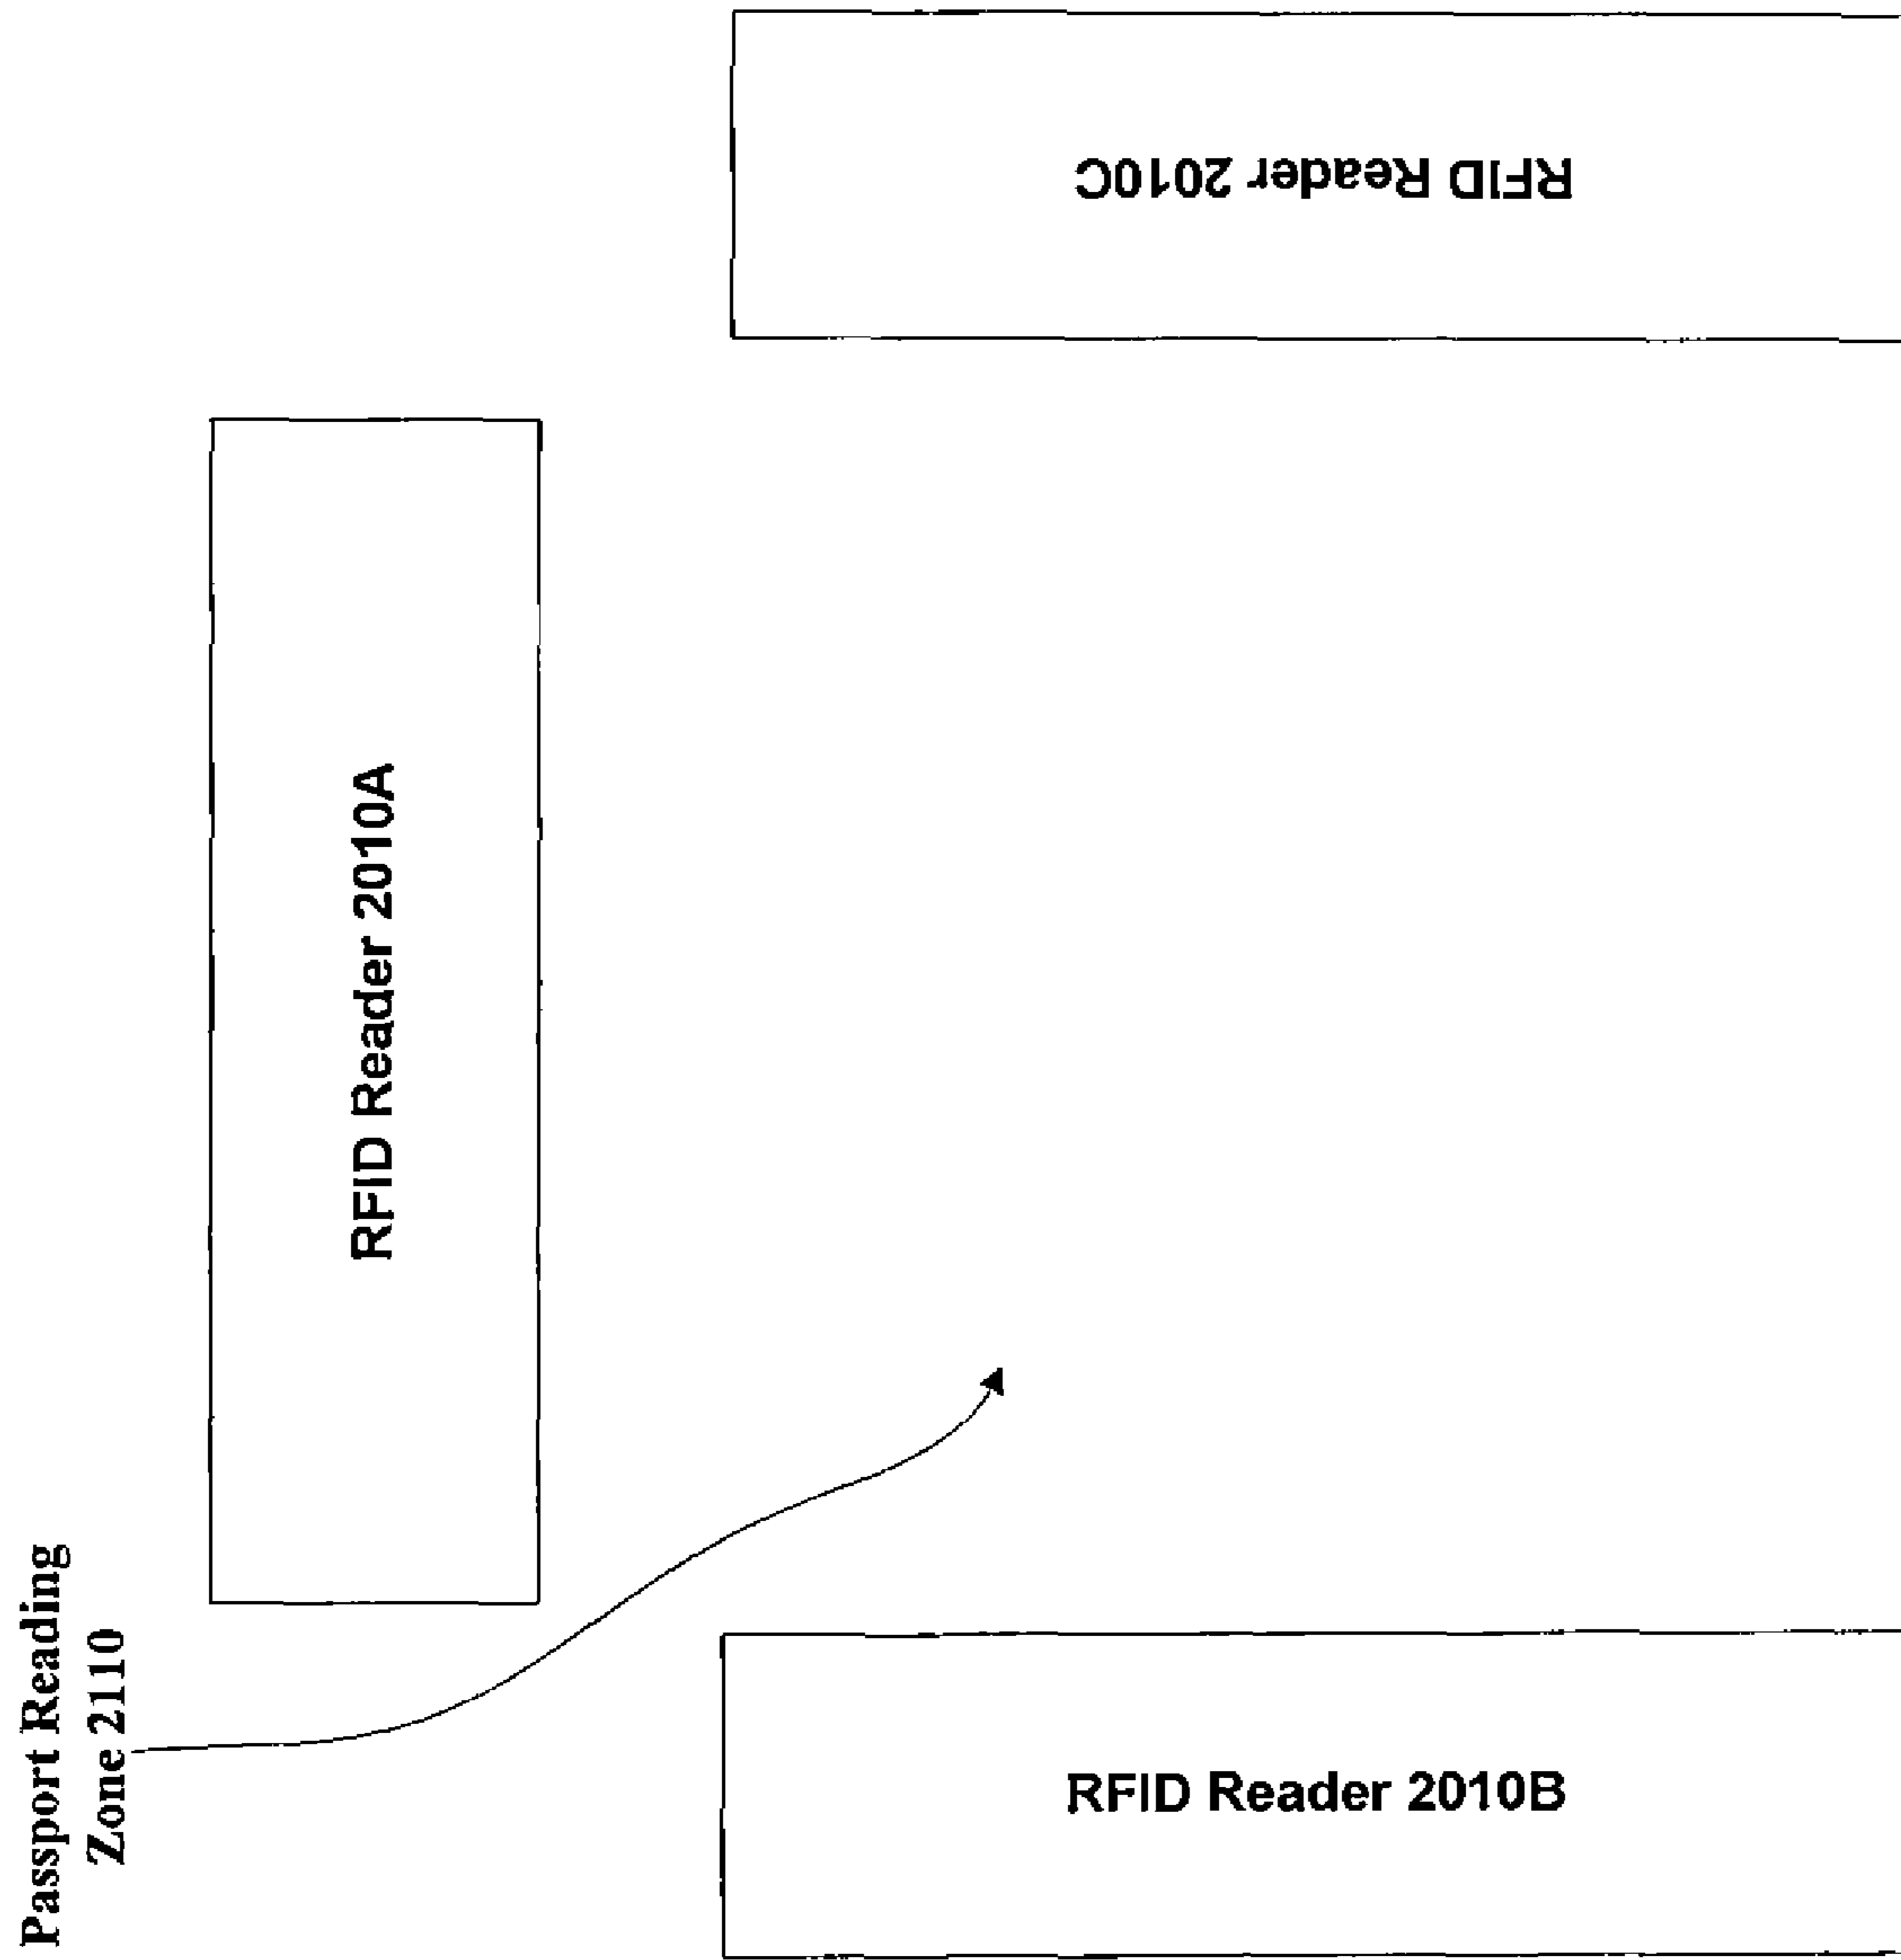 Passport Reading
Zone 2110
RFID Reader 2010A
RFID Reader 2010B
RFID Reader 2010C